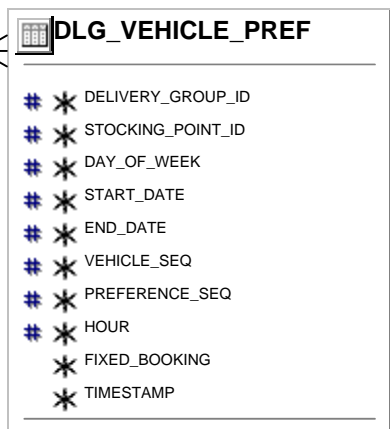 DLG_VEHICLE_PREF
# * DELIVERY_GROUP_ID
# * STOCKING_POINT_ID
# * DAY_OF_WEEK
# * START_DATE
# * END_DATE
# * VEHICLE_SEQ
# * PREFERENCE_SEQ
# * HOUR
* FIXED_BOOKING
* TIMESTAMP